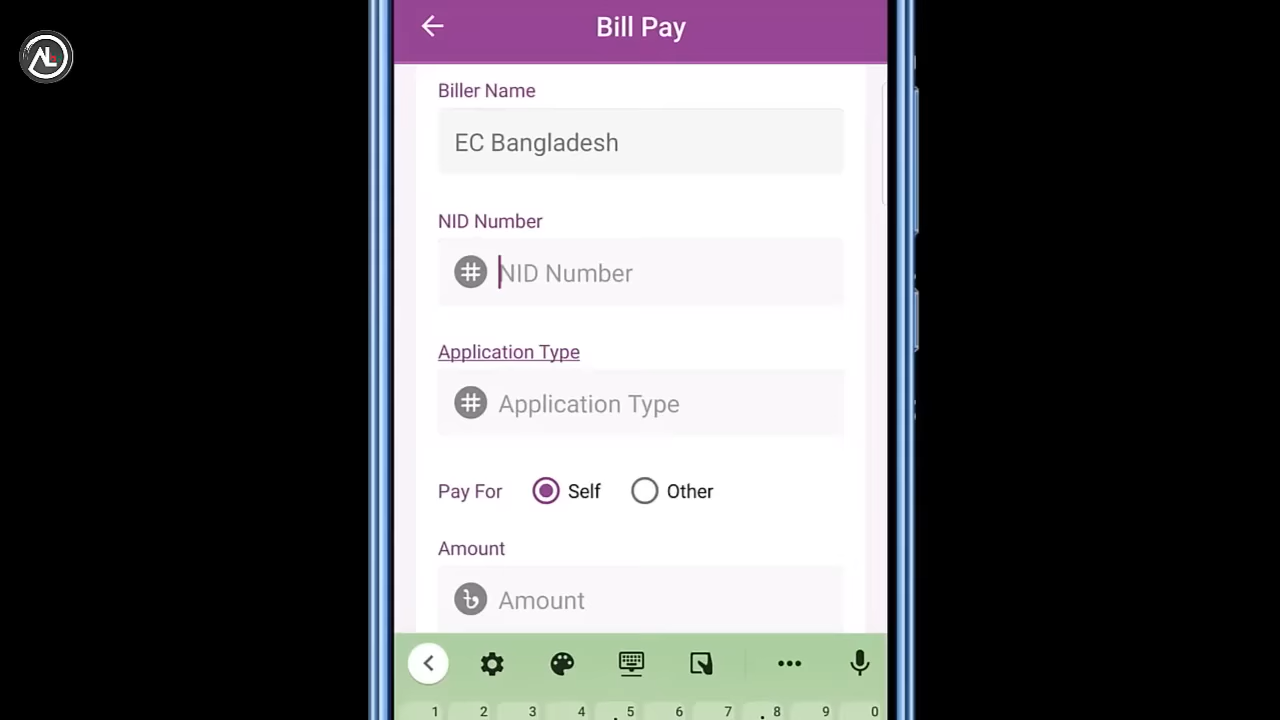 AL
Bill Pay
Biller Name
EC Bangladesh
NID Number
NID Number
Application Type
Application Type
Pay For Self Other
Amount
৳ Amount
1 2 3 4 5 6 7 8 9 0